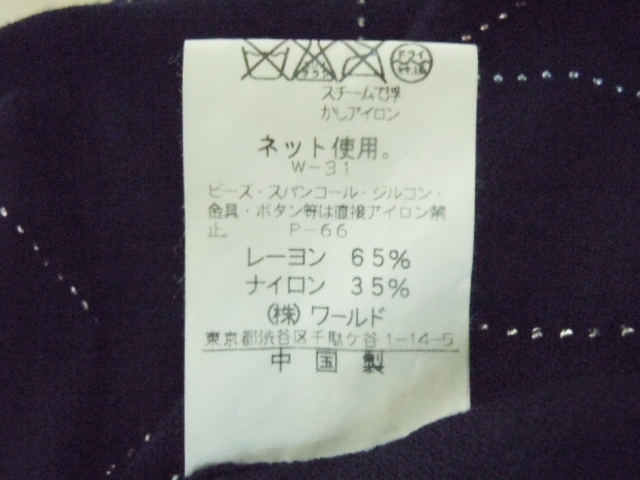 ドライ
スチームで浮
かしアイロン
ネット使用。
W-31
ビーズ・スパンコール・ジルコン・
金具・ボタン等は直接アイロン禁
止。 P-66
レーヨン 65%
ナイロン 35%
(株)ワールド
東京都渋谷区千駄ケ谷1-14-5
中国製